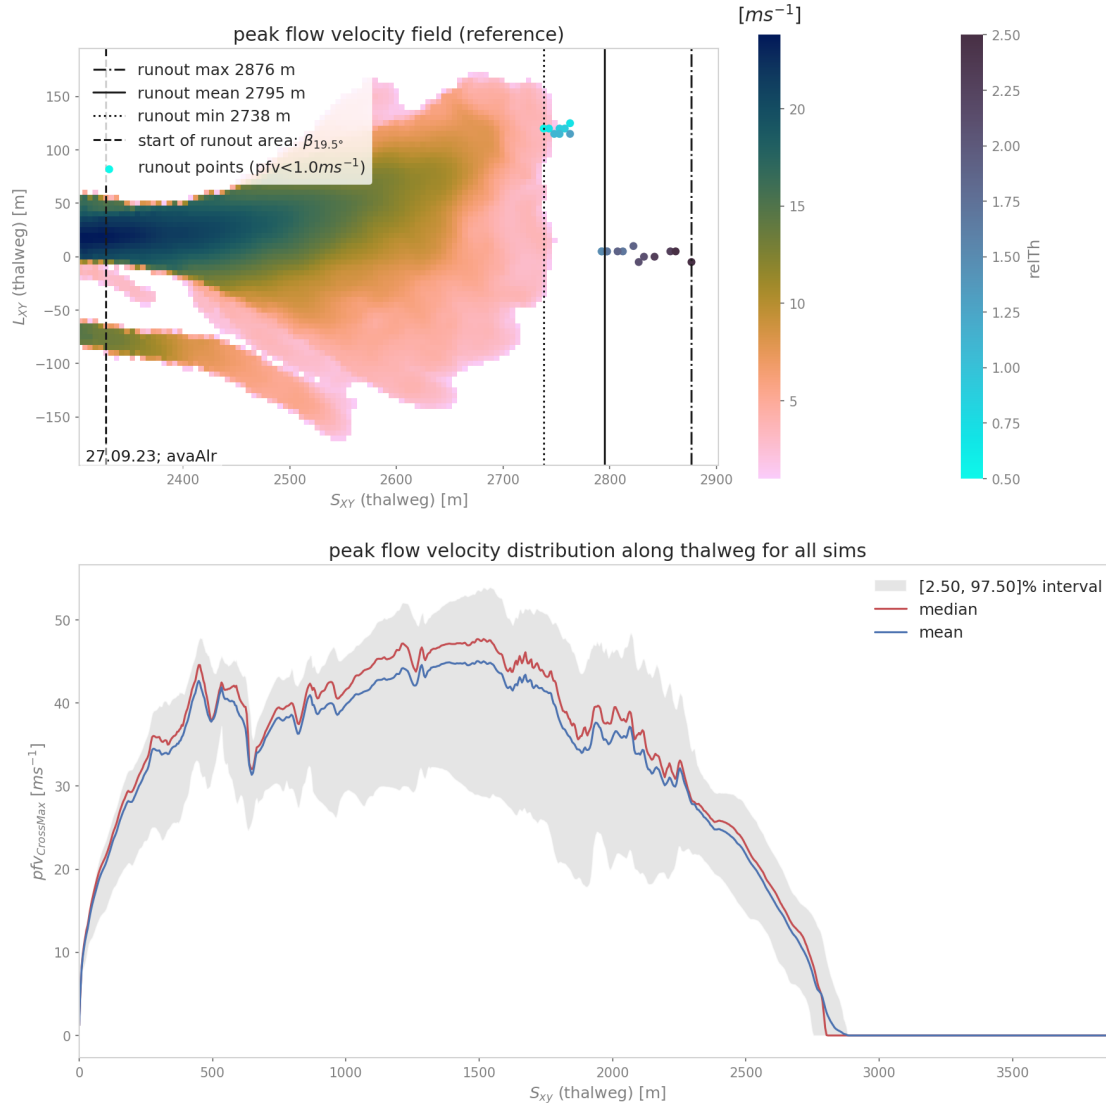 [ms⁻¹]
peak flow velocity field (reference)
runout max 2876 m
runout mean 2795 m
runout min 2738 m
start of runout area: β₁₉.₅°
runout points (pfv<1.0ms⁻¹)
150
100
50
0
−50
−100
−150
L_XY (thalweg) [m]
27.09.23; avaAlr
2400
2500
2600
2700
2800
2900
S_XY (thalweg) [m]
20
15
10
5
2.50
2.25
2.00
1.75
1.50
1.25
1.00
0.75
0.50
relTh
peak flow velocity distribution along thalweg for all sims
[2.50, 97.50]% interval
median
mean
50
40
30
20
10
0
pfv_CrossMax [ms⁻¹]
0
500
1000
1500
2000
2500
3000
3500
S_xy (thalweg) [m]